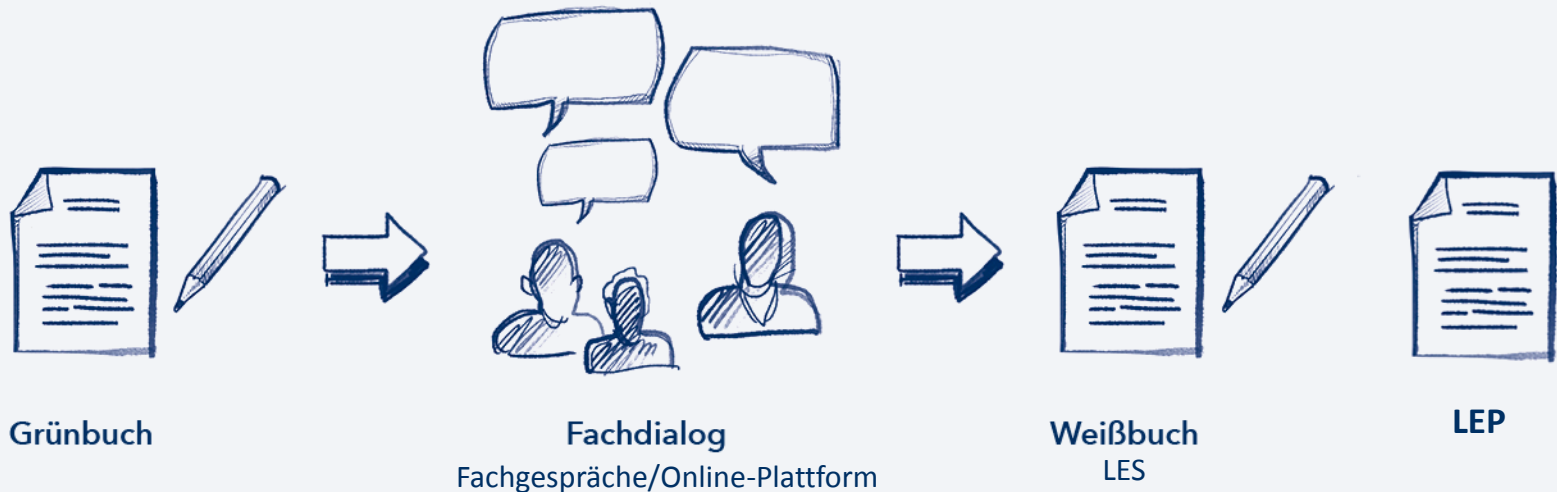 Grünbuch
Fachdialog
Fachgespräche/Online-Plattform
Weißbuch
LES
LEP